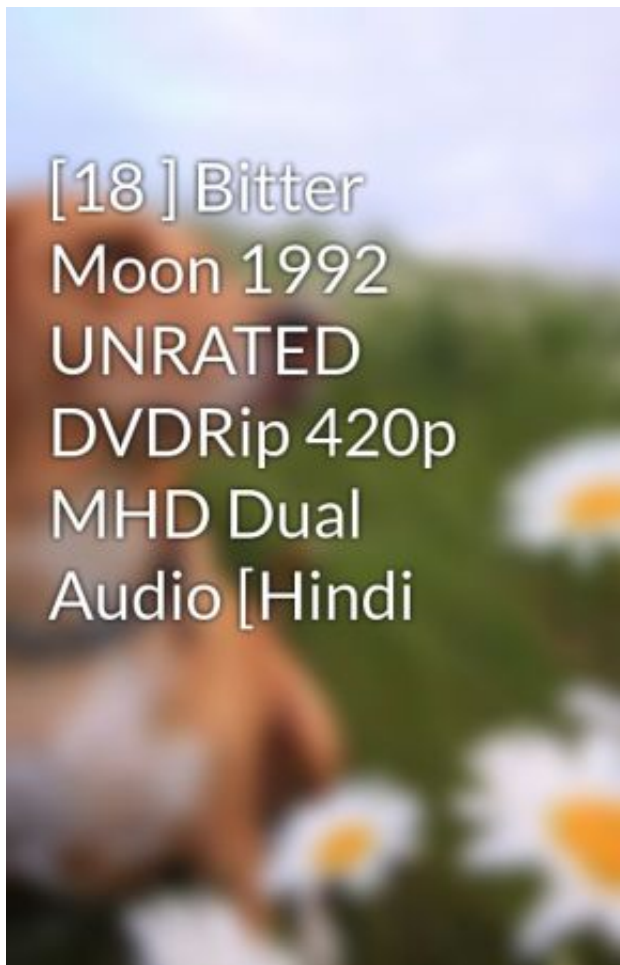 [18 ] Bitter
Moon 1992
UNRATED
DVDRip 420p
MHD Dual
Audio [Hindi